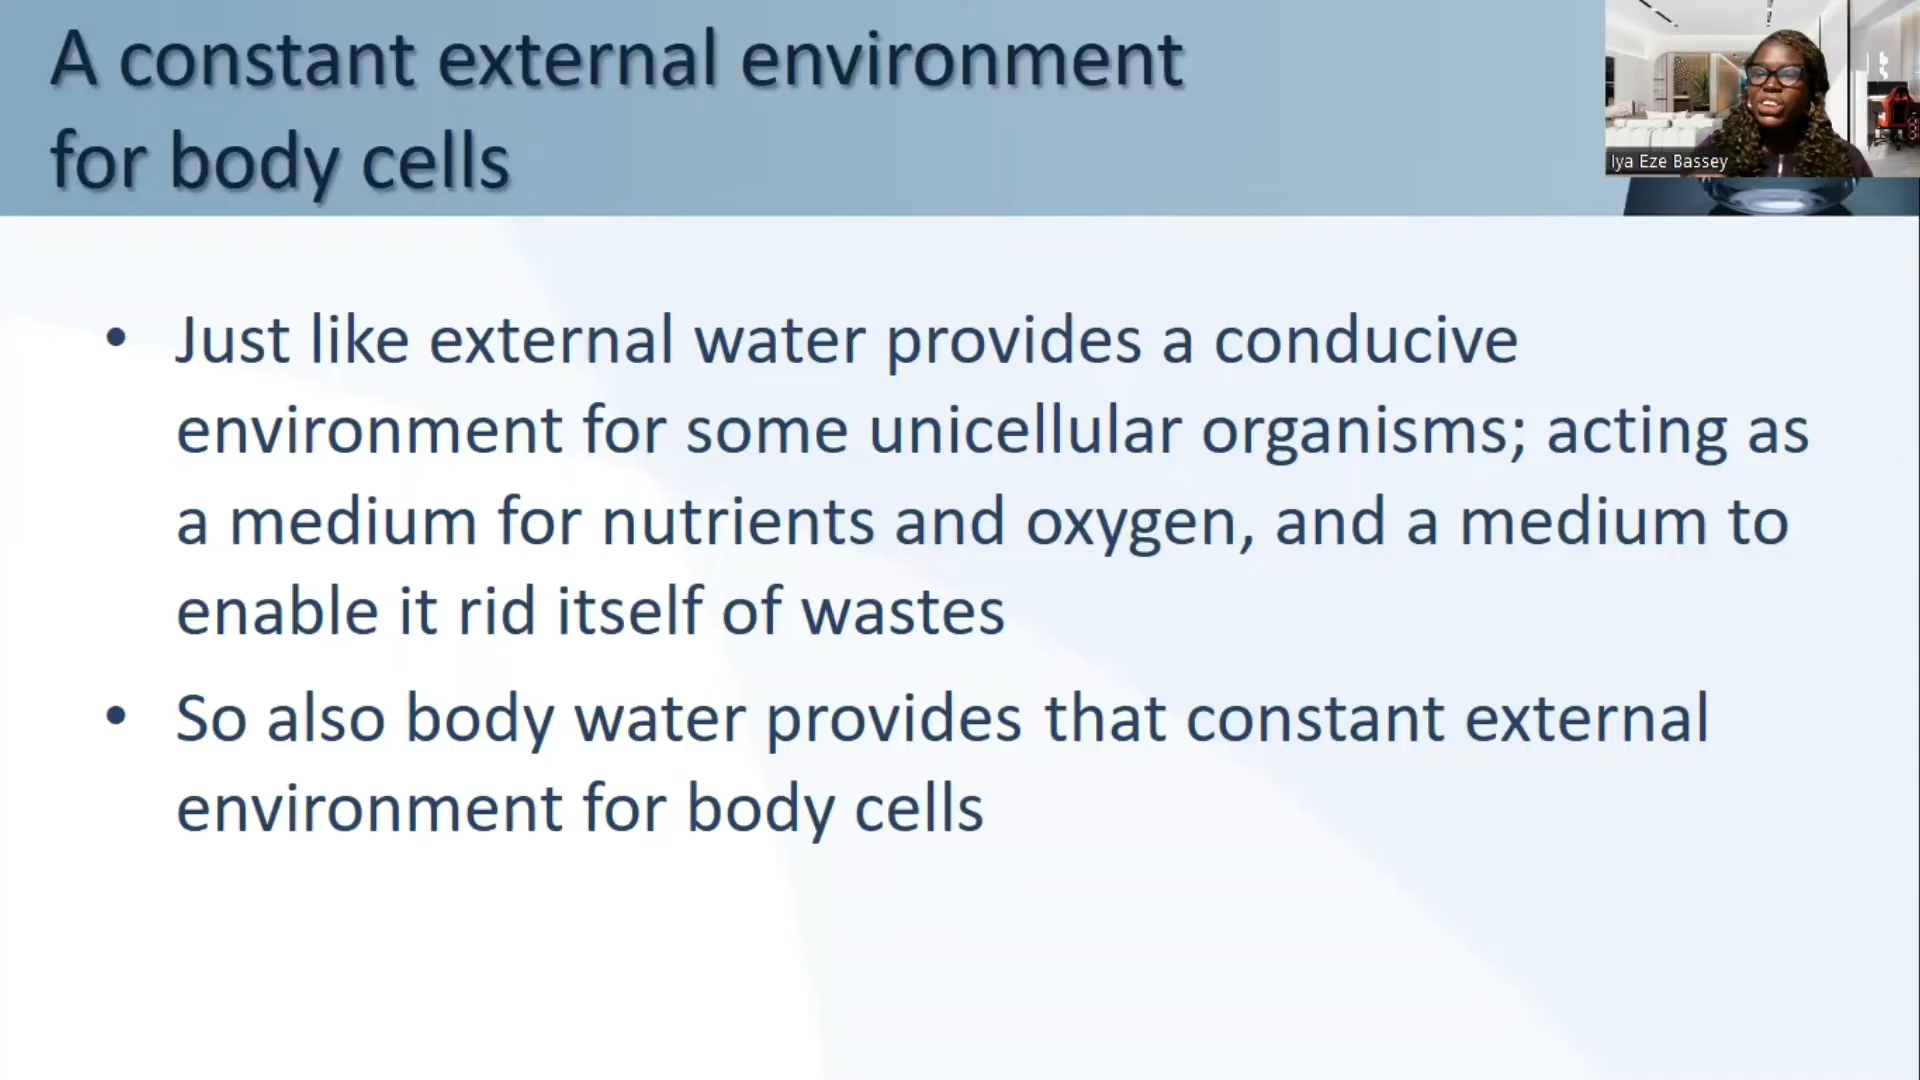 A constant external environment
for body cells
Iya Eze Bassey
• Just like external water provides a conducive
environment for some unicellular organisms; acting as
a medium for nutrients and oxygen, and a medium to
enable it rid itself of wastes
• So also body water provides that constant external
environment for body cells